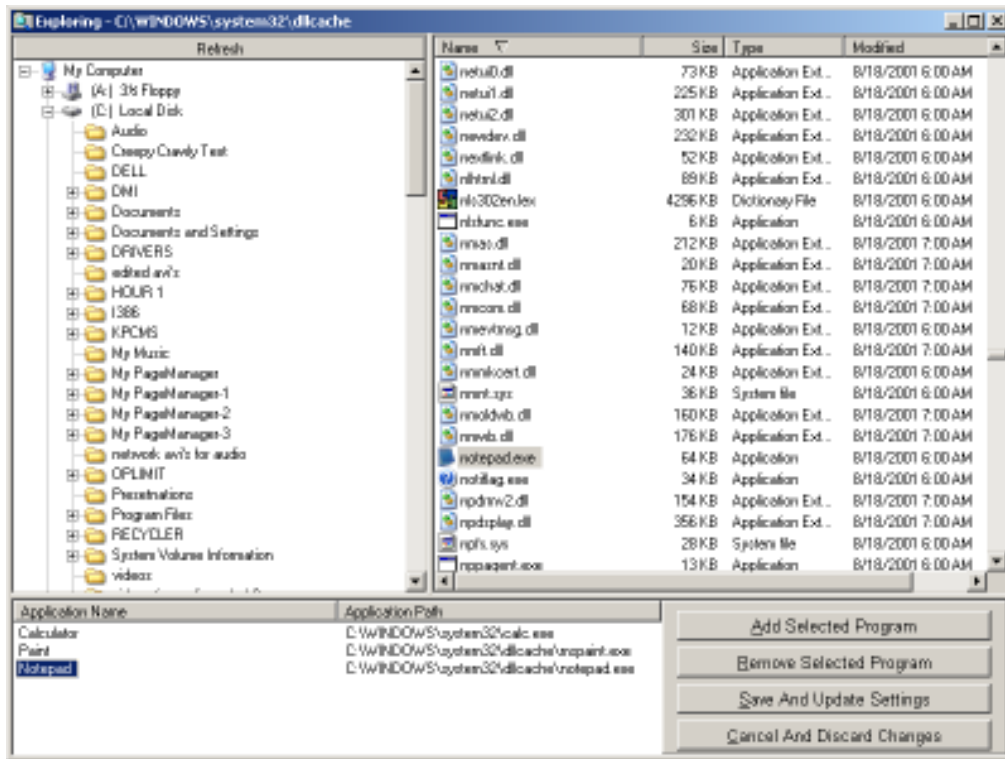 Exploring - C:\WINDOWS\system32\dllcache
Refresh
My Computer
(A:) 3½ Floppy
(C:) Local Disk
Audio
Creepy Crawly Text
DELL
DMI
Documents
Documents and Settings
DRIVERS
edited avi's
HOUR 1
I386
KPCMS
My Music
My PageManager
My PageManager-1
My PageManager-2
My PageManager-3
network avi's for audio
OPLIMIT
Presetnations
Program Files
RECYCLER
System Volume Information
videos
Name Size Type Modified
netui0.dll 73 KB Application Ext... 8/18/2001 6:00 AM
netui1.dll 225 KB Application Ext... 8/18/2001 6:00 AM
netui2.dll 301 KB Application Ext... 8/18/2001 6:00 AM
newdev.dll 232 KB Application Ext... 8/18/2001 6:00 AM
nextlink.dll 52 KB Application Ext... 8/18/2001 6:00 AM
nlhtml.dll 89 KB Application Ext... 8/18/2001 6:00 AM
nls302en.lex 4296 KB Dictionary File 8/18/2001 6:00 AM
nlsfunc.exe 6 KB Application 8/18/2001 6:00 AM
nmas.dll 212 KB Application Ext... 8/18/2001 7:00 AM
nmasnt.dll 20 KB Application Ext... 8/18/2001 7:00 AM
nmchat.dll 76 KB Application Ext... 8/18/2001 7:00 AM
nmcom.dll 68 KB Application Ext... 8/18/2001 7:00 AM
nmevtmsg.dll 12 KB Application Ext... 8/18/2001 6:00 AM
nmft.dll 140 KB Application Ext... 8/18/2001 7:00 AM
nmmkcert.dll 24 KB Application Ext... 8/18/2001 6:00 AM
nmnt.sys 36 KB System file 8/18/2001 6:00 AM
nmoldwb.dll 160 KB Application Ext... 8/18/2001 7:00 AM
nmwb.dll 176 KB Application Ext... 8/18/2001 7:00 AM
notepad.exe 64 KB Application 8/18/2001 6:00 AM
notiflag.exe 34 KB Application 8/18/2001 6:00 AM
npdrmv2.dll 154 KB Application Ext... 8/18/2001 7:00 AM
npdsplay.dll 356 KB Application Ext... 8/18/2001 7:00 AM
npfs.sys 28 KB System file 8/18/2001 6:00 AM
nppagent.exe 13 KB Application 8/18/2001 6:00 AM
Application Name Application Path
Calculator C:\WINDOWS\system32\calc.exe
Paint C:\WINDOWS\system32\dllcache\mspaint.exe
Notepad C:\WINDOWS\system32\dllcache\notepad.exe
Add Selected Program
Remove Selected Program
Save And Update Settings
Cancel And Discard Changes